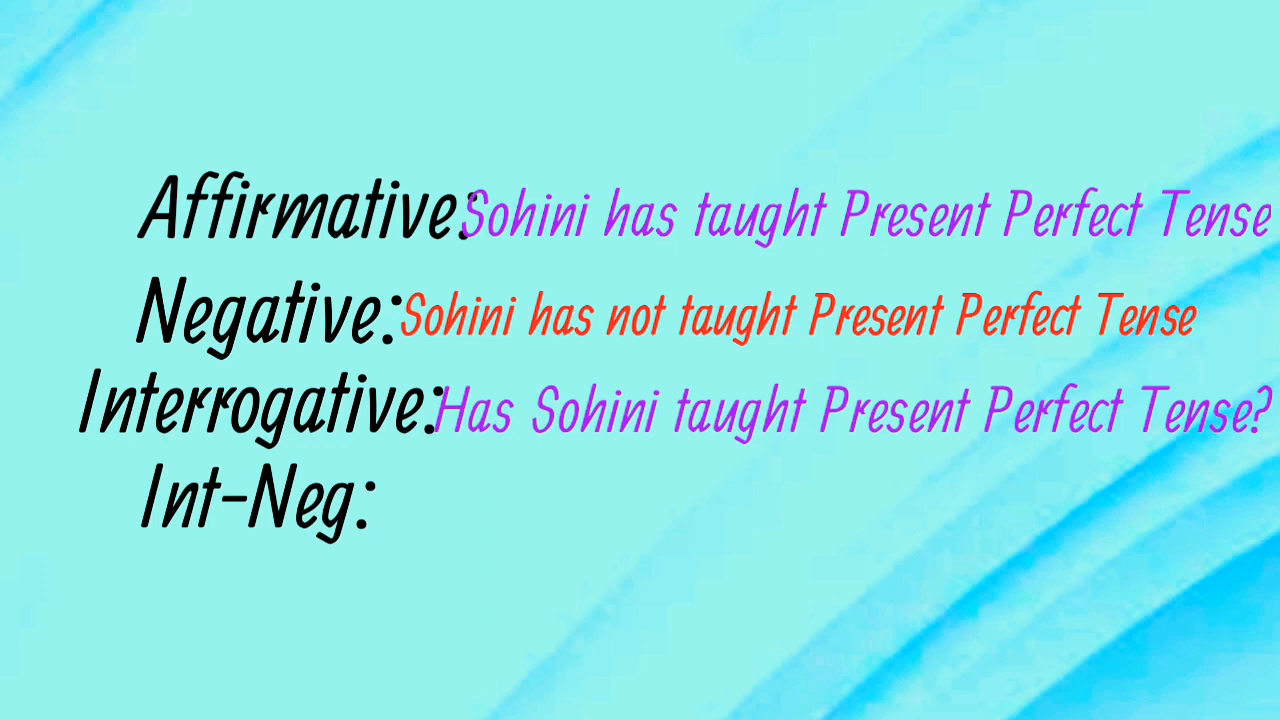 Affirmative: Sohini has taught Present Perfect Tense
Negative: Sohini has not taught Present Perfect Tense
Interrogative: Has Sohini taught Present Perfect Tense?
Int-Neg: